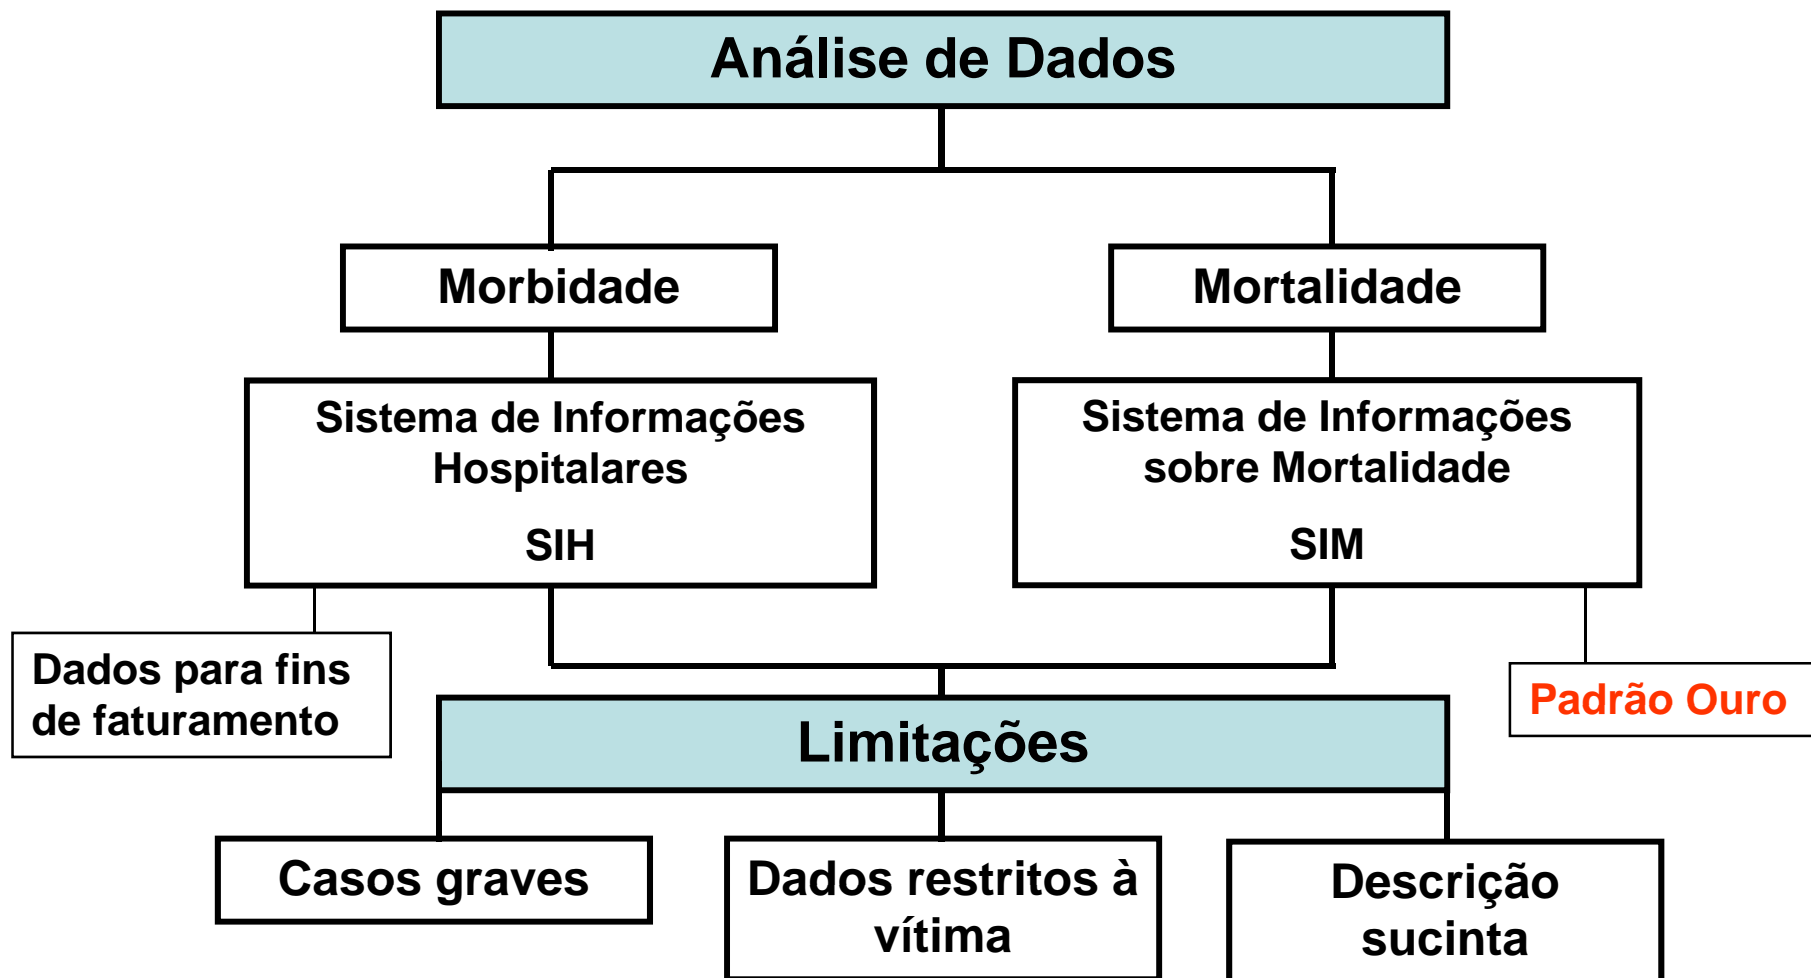 Análise de Dados
Morbidade
Mortalidade
Sistema de Informações
Hospitalares
SIH
Sistema de Informações
sobre Mortalidade
SIM
Dados para fins
de faturamento
Padrão Ouro
Limitações
Casos graves
Dados restritos à
vítima
Descrição
sucinta